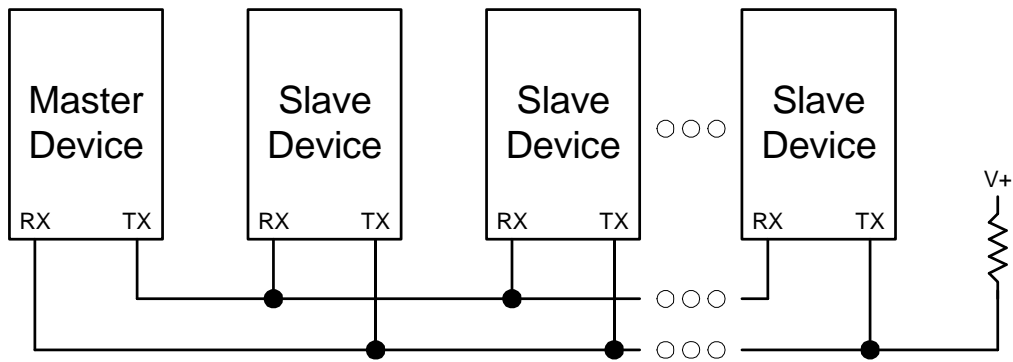 Master
Device
Slave
Device
Slave
Device
Slave
Device
RX TX
RX TX
RX TX
RX TX
V+